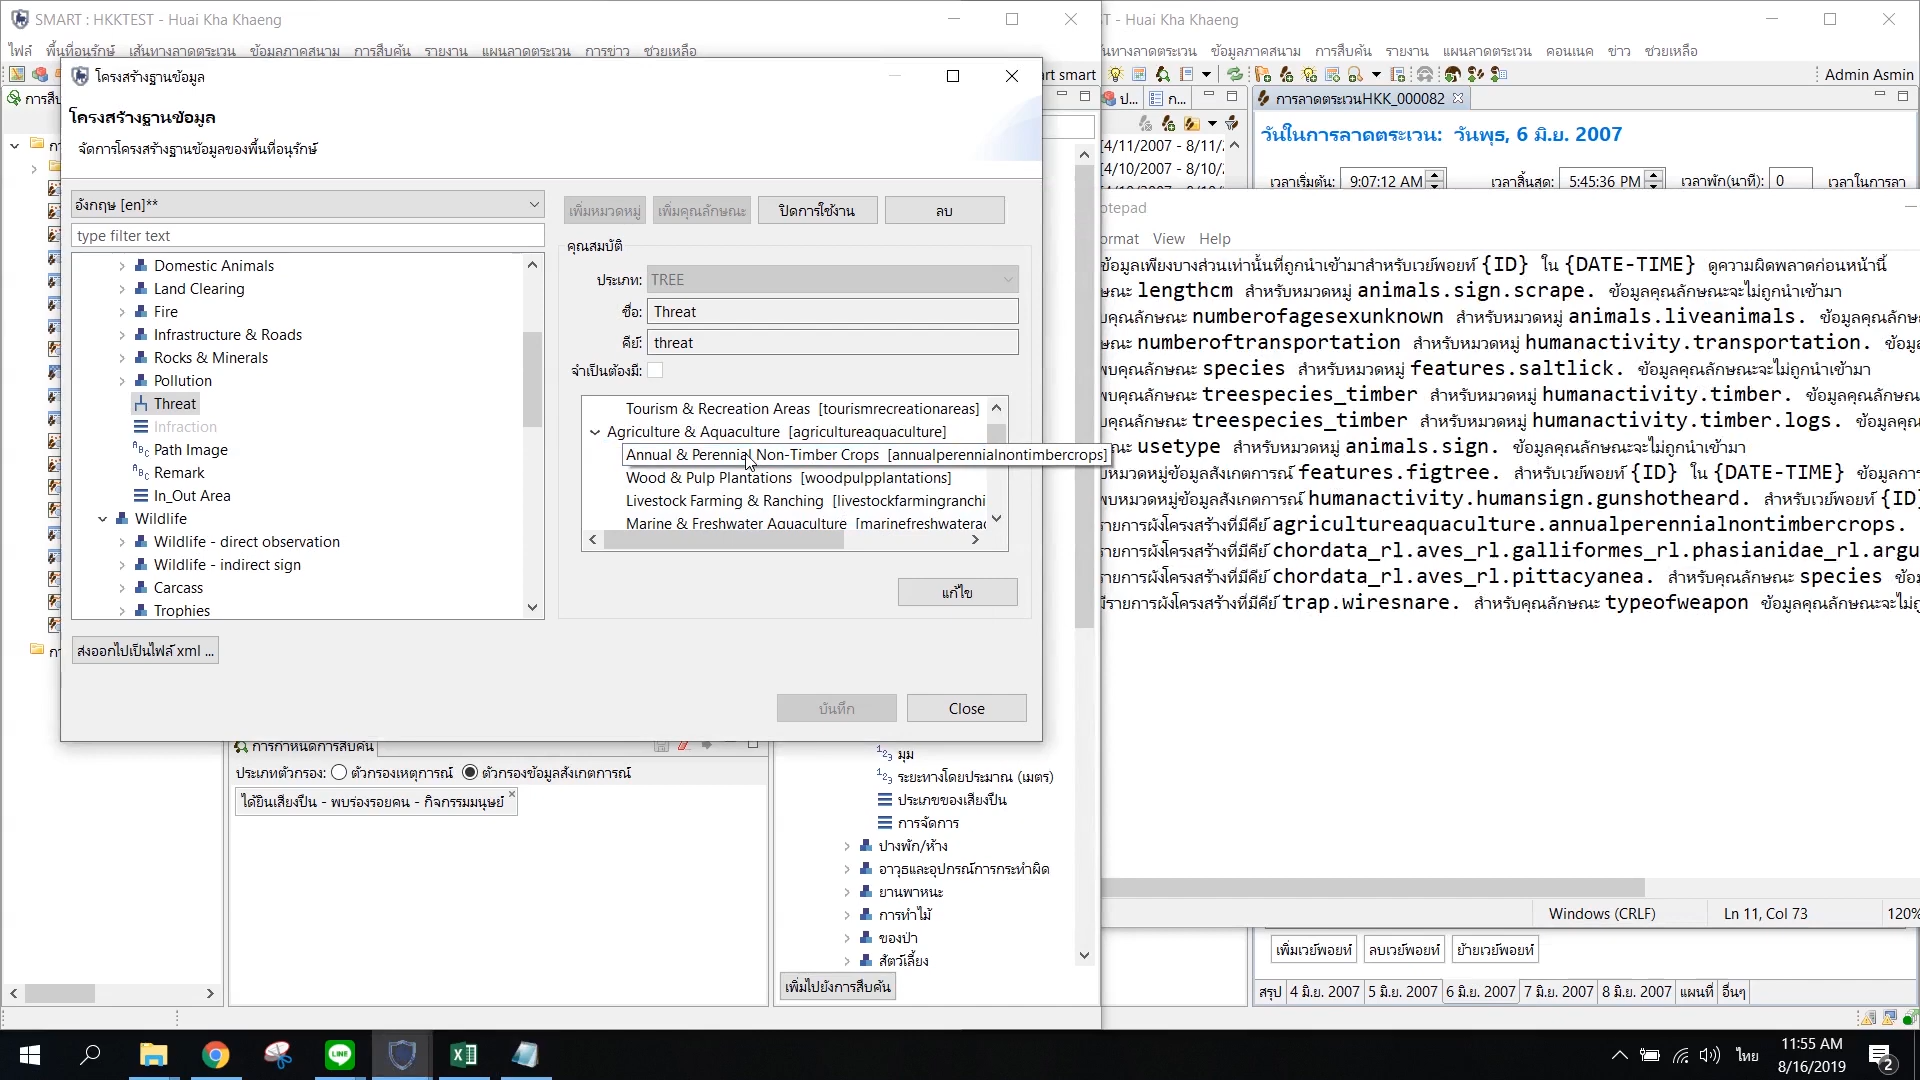 SMART : HKKTEST - Huai Kha Khaeng
ไฟล์ พื้นที่อนุรักษ์ เส้นทางลาดตระเวน ข้อมูลภาคสนาม การสืบค้น รายงาน แผนลาดตระเวน การข่าว ช่วยเหลือ
โครงสร้างฐานข้อมูล
โครงสร้างฐานข้อมูล
จัดการโครงสร้างฐานข้อมูลของพื้นที่อนุรักษ์
อังกฤษ [en]**
type filter text
Domestic Animals
Land Clearing
Fire
Infrastructure & Roads
Rocks & Minerals
Pollution
Threat
Infraction
Path Image
Remark
In_Out Area
Wildlife
Wildlife - direct observation
Wildlife - indirect sign
Carcass
Trophies
ส่งออกไปเป็นไฟล์ xml ...
เพิ่มหมวดหมู่ เพิ่มคุณลักษณะ ปิดการใช้งาน ลบ
คุณสมบัติ
ประเภท: TREE
ชื่อ: Threat
คีย์: threat
จำเป็นต้องมี:
Tourism & Recreation Areas [tourismrecreationareas]
Agriculture & Aquaculture [agricultureaquaculture]
Annual & Perennial Non-Timber Crops [annualperennialnontimbercrops]
Wood & Pulp Plantations [woodpulpplantations]
Livestock Farming & Ranching [livestockfarmingranchi
Marine & Freshwater Aquaculture [marinefreshwaterac
แก้ไข
บันทึก Close
การกำหนดการสืบค้น
ประเภทตัวกรอง: ตัวกรองเหตุการณ์ ตัวกรองข้อมูลสังเกตการณ์
ได้ยินเสียงปืน - พบร่องรอยคน - กิจกรรมมนุษย์
มุม
ระยะทางโดยประมาณ (เมตร)
ประเภขของเสียงปืน
การจัดการ
ปางพัก/ห้าง
อาวุธและอุปกรณ์การกระทำผิด
ยานพาหนะ
การทำไม้
ของป่า
สัตว์เลี้ยง
เพิ่มไปยังการสืบค้น
T - Huai Kha Khaeng
นทางลาดตระเวน ข้อมูลภาคสนาม การสืบค้น รายงาน แผนลาดตระเวน คอนเนค ข่าว ช่วยเหลือ
rt smart
Admin Asmin
ป... ก...
การลาดตระเวนHKK_000082
[4/11/2007 - 8/11/.
[4/10/2007 - 8/10/.
วันในการลาดตระเวน: วันพุธ, 6 มิ.ย. 2007
เวลาเริ่มต้น: 9:07:12 AM เวลาสิ้นสุด: 5:45:36 PM เวลาพัก(นาที): 0 เวลาในการลา
otepad
ormat View Help
ข้อมูลเพียงบางส่วนเท่านั้นที่ถูกนำเข้ามาสำหรับเวย์พอยท์ {ID} ใน {DATE-TIME} ดูความผิดพลาดก่อนหน้านี้
ษณะ lengthcm สำหรับหมวดหมู่ animals.sign.scrape. ข้อมูลคุณลักษณะจะไม่ถูกนำเข้ามา
บคุณลักษณะ numberofagesexunknown สำหรับหมวดหมู่ animals.liveanimals. ข้อมูลคุณลักษณ
ษณะ numberoftransportation สำหรับหมวดหมู่ humanactivity.transportation. ข้อมู
พบคุณลักษณะ species สำหรับหมวดหมู่ features.saltlick. ข้อมูลคุณลักษณะจะไม่ถูกนำเข้ามา
บคุณลักษณะ treespecies_timber สำหรับหมวดหมู่ humanactivity.timber. ข้อมูลคุณลักษ
บคุณลักษณะ treespecies_timber สำหรับหมวดหมู่ humanactivity.timber.logs. ข้อมูลคุ
ณะ usetype สำหรับหมวดหมู่ animals.sign. ข้อมูลคุณลักษณะจะไม่ถูกนำเข้ามา
พบหมวดหมู่ข้อมูลสังเกตการณ์ features.figtree. สำหรับเวย์พอยท์ {ID} ใน {DATE-TIME} ข้อมูลการ
พบหมวดหมู่ข้อมูลสังเกตการณ์ humanactivity.humansign.gunshotheard. สำหรับเวย์พอยท์ {ID}
รายการผังโครงสร้างที่มีคีย์ agricultureaquaculture.annualperennialnontimbercrops.
รายการผังโครงสร้างที่มีคีย์ chordata_rl.aves_rl.galliformes_rl.phasianidae_rl.argu
รายการผังโครงสร้างที่มีคีย์ chordata_rl.aves_rl.pittacyanea. สำหรับคุณลักษณะ species ข้อม
มีรายการผังโครงสร้างที่มีคีย์ trap.wiresnare. สำหรับคุณลักษณะ typeofweapon ข้อมูลคุณลักษณะจะไม่ถู
Windows (CRLF) Ln 11, Col 73 120%
เพิ่มเวย์พอยท์ ลบเวย์พอยท์ ย้ายเวย์พอยท์
สรุป 4 มิ.ย. 2007 5 มิ.ย. 2007 6 มิ.ย. 2007 7 มิ.ย. 2007 8 มิ.ย. 2007 แผนที่ อื่นๆ
ไทย
11:55 AM
8/16/2019
2